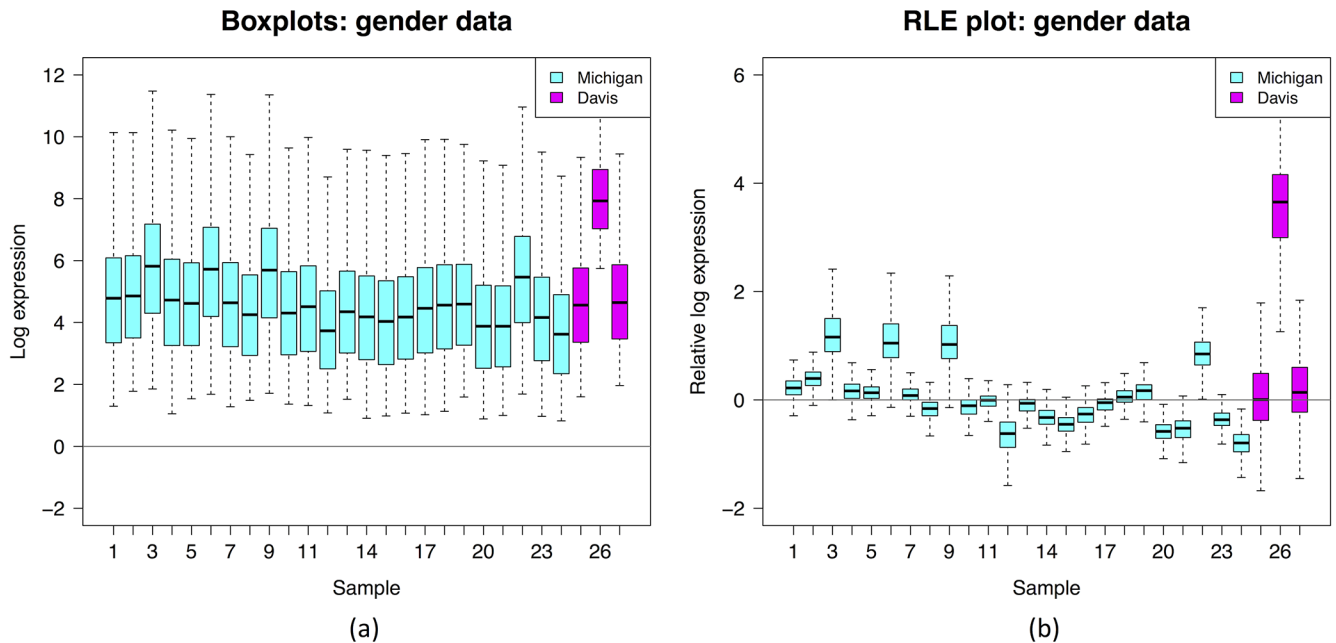 Boxplots: gender data
Michigan
Davis
12
10
8
6
4
2
0
−2
Log expression
1 3 5 7 9 11 14 17 20 23 26
Sample
(a)
RLE plot: gender data
Michigan
Davis
6
4
2
0
−2
Relative log expression
1 3 5 7 9 11 14 17 20 23 26
Sample
(b)